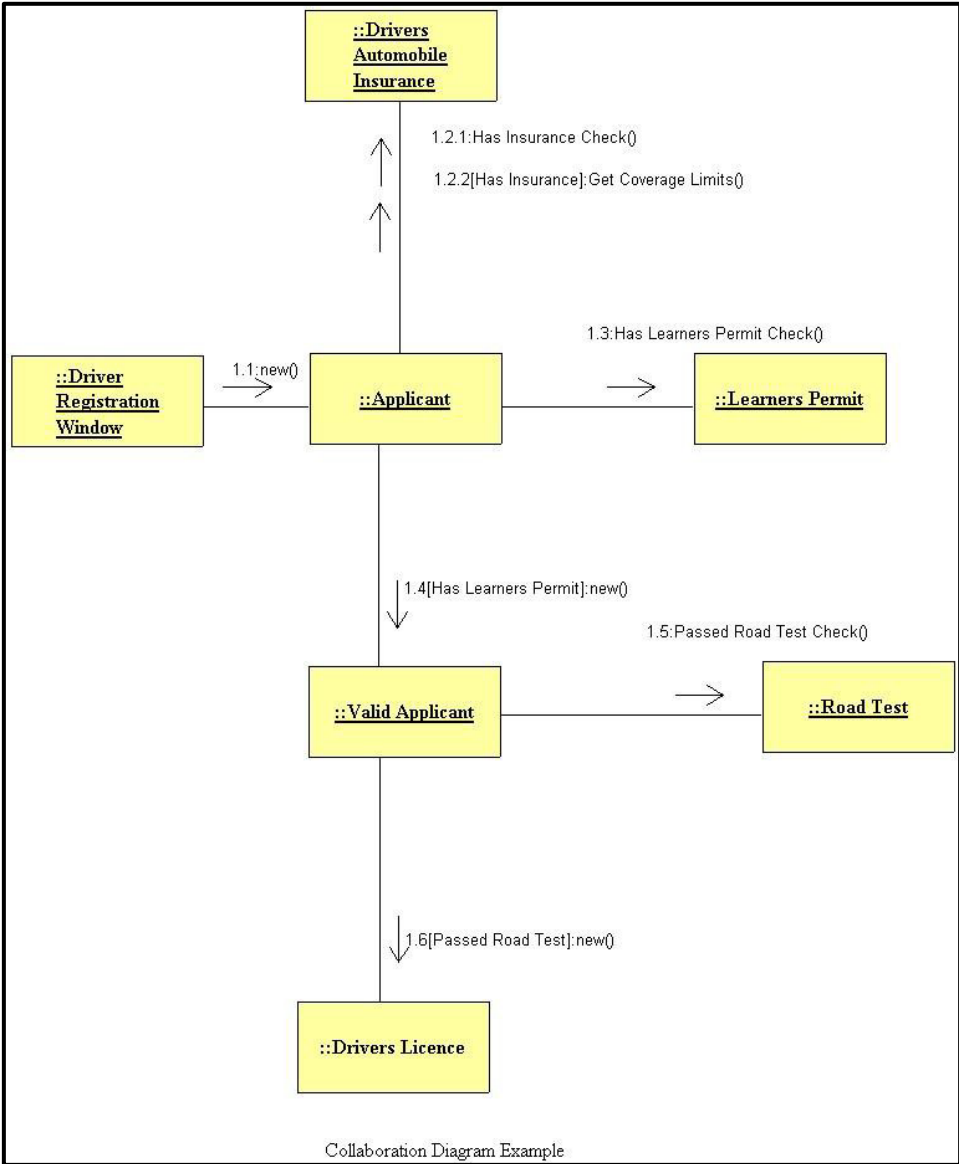 ::Drivers
Automobile
Insurance
1.2.1:Has Insurance Check()
1.2.2[Has Insurance]:Get Coverage Limits()
1.3:Has Learners Permit Check()
::Driver
Registration
Window
1.1:new()
::Applicant
::Learners Permit
1.4[Has Learners Permit]:new()
1.5:Passed Road Test Check()
::Valid Applicant
::Road Test
1.6[Passed Road Test]:new()
::Drivers Licence
Collaboration Diagram Example